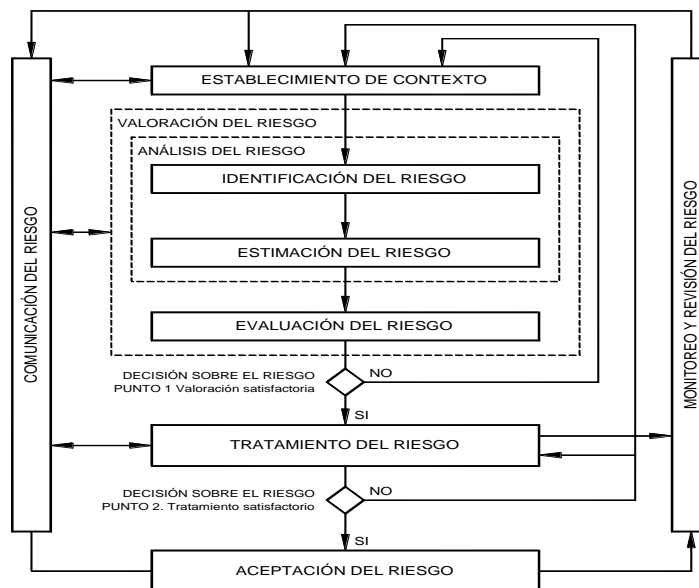 ESTABLECIMIENTO DE CONTEXTO
VALORACIÓN DEL RIESGO
ANÁLISIS DEL RIESGO
IDENTIFICACIÓN DEL RIESGO
ESTIMACIÓN DEL RIESGO
EVALUACIÓN DEL RIESGO
DECISIÓN SOBRE EL RIESGO
PUNTO 1 Valoración satisfactoria
NO
SI
TRATAMIENTO DEL RIESGO
DECISIÓN SOBRE EL RIESGO
PUNTO 2. Tratamiento satisfactorio
NO
SI
ACEPTACIÓN DEL RIESGO
COMUNICACIÓN DEL RIESGO
MONITOREO Y REVISIÓN DEL RIESGO